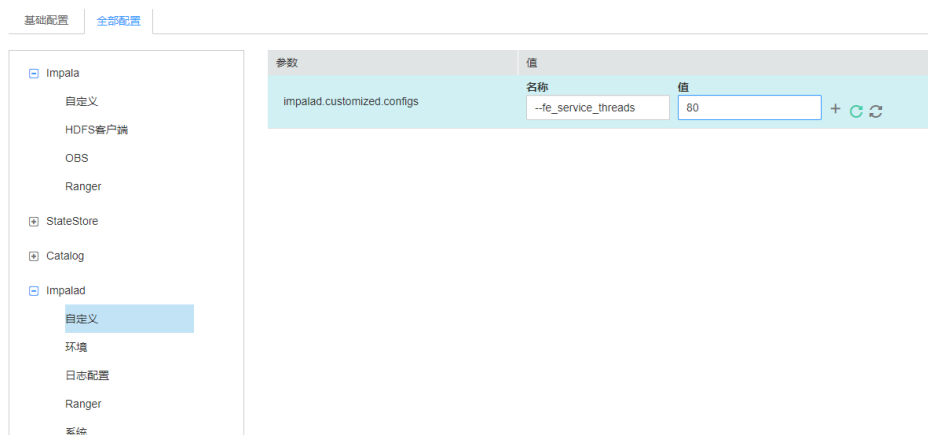 基础配置 全部配置
Impala
自定义
HDFS客户端
OBS
Ranger
StateStore
Catalog
Impalad
自定义
环境
日志配置
Ranger
系统
参数 值
名称 值
impalad.customized.configs --fe_service_threads 80